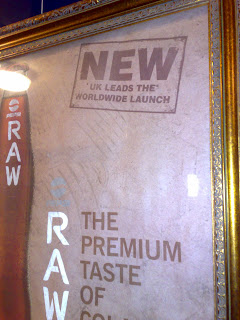 NEW
UK LEADS THE
WORLDWIDE LAUNCH
RAW
RAW
THE
PREMIUM
TASTE
OF